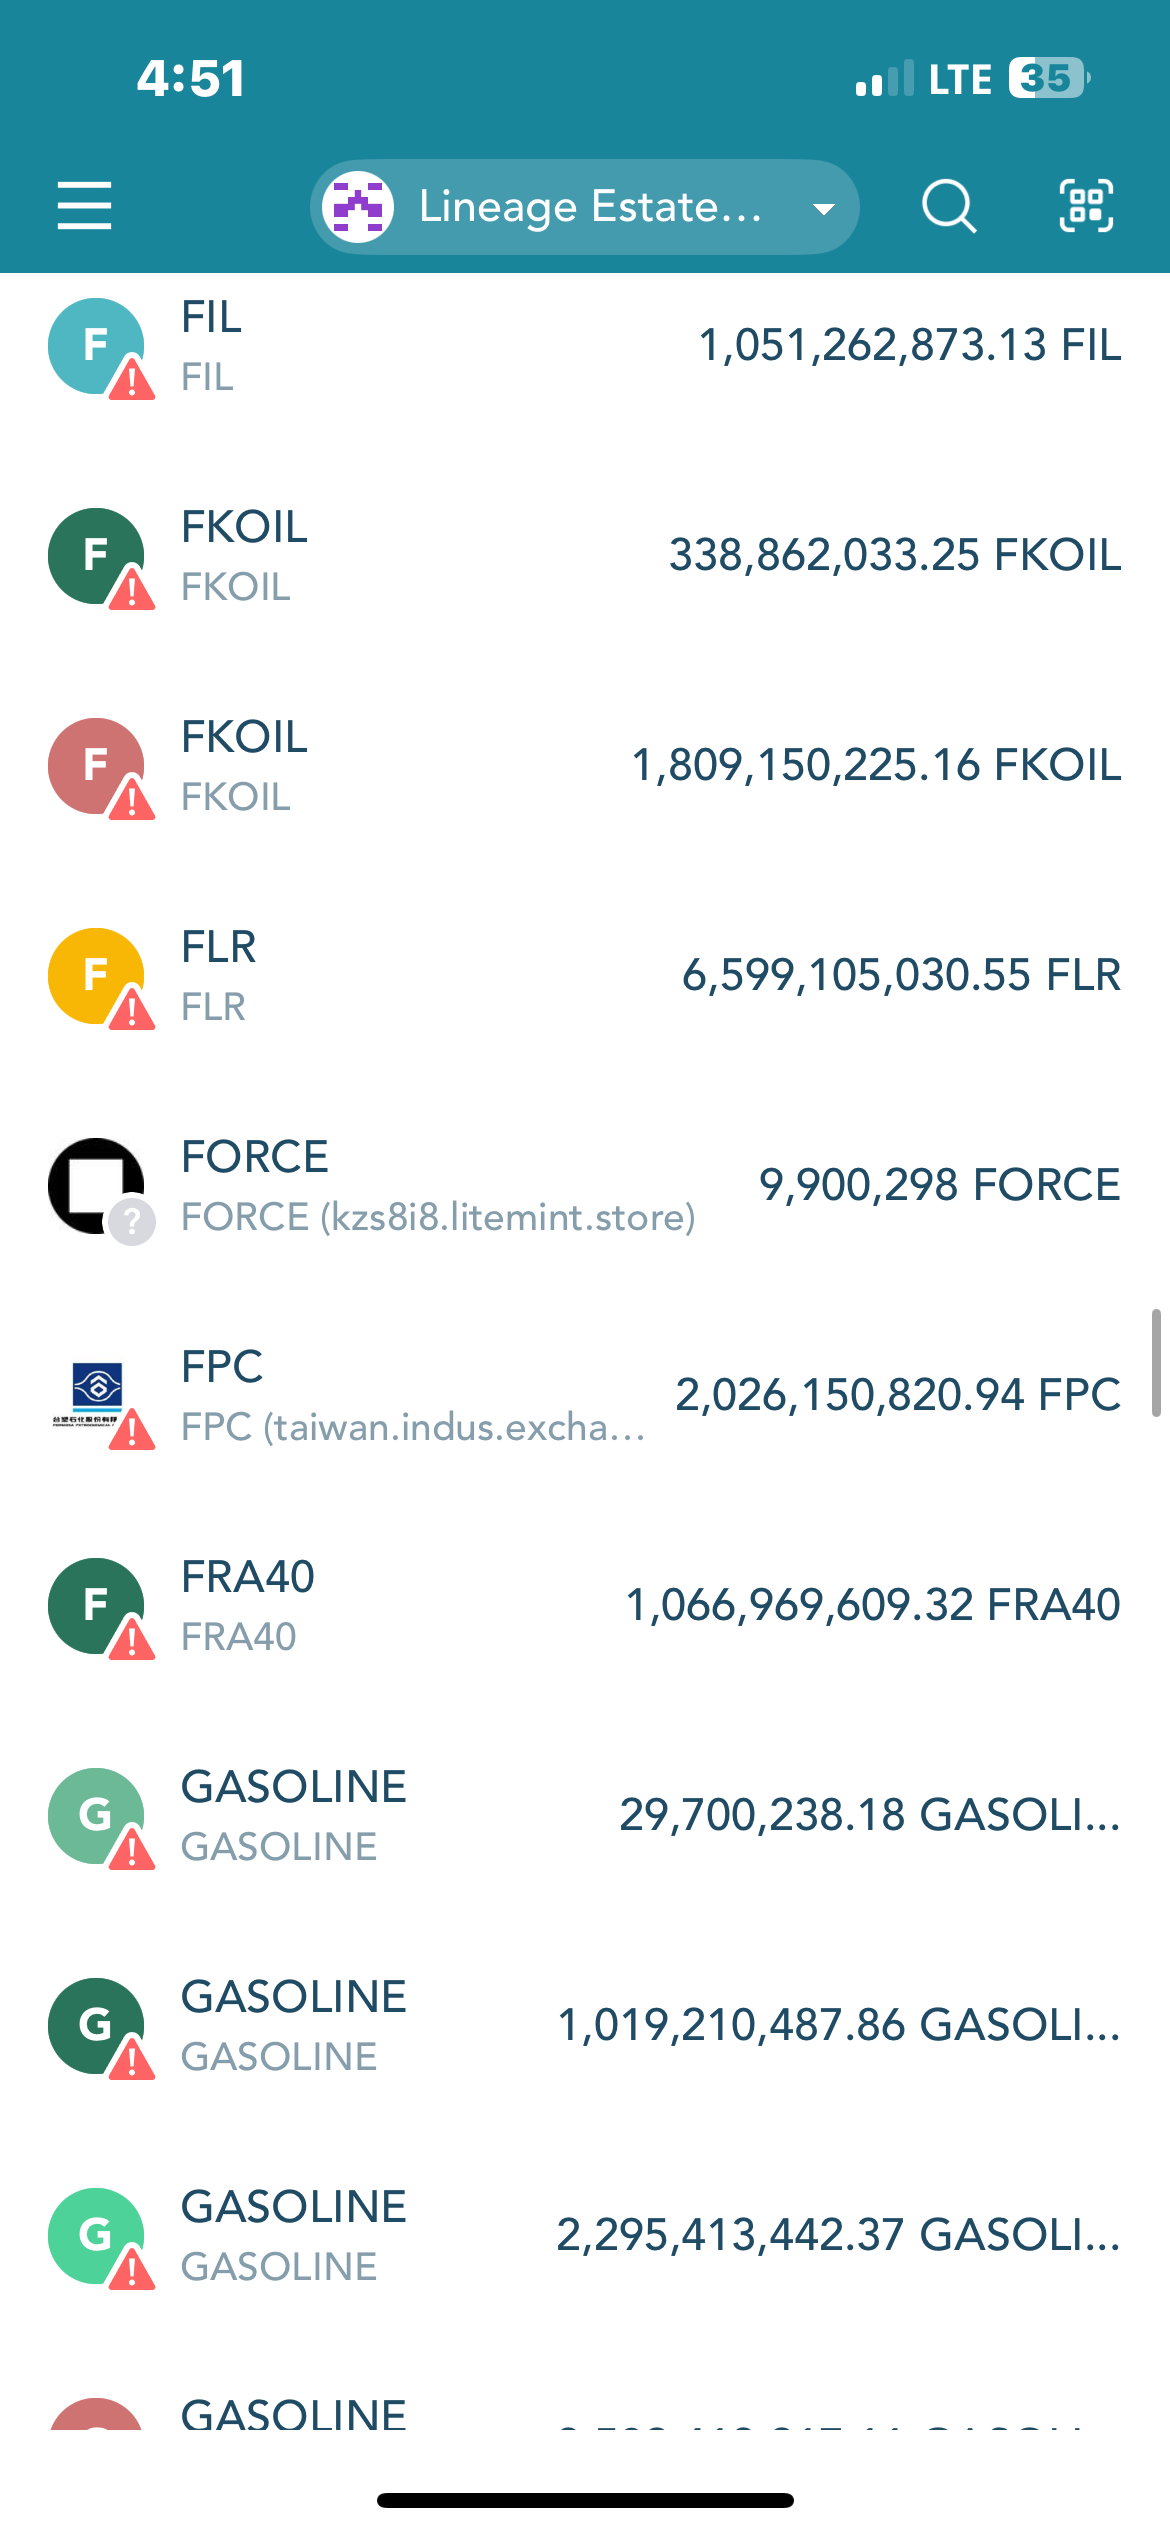 4:51
LTE 35
Lineage Estate...
F
FIL
FIL
1,051,262,873.13 FIL
F
FKOIL
FKOIL
338,862,033.25 FKOIL
F
FKOIL
FKOIL
1,809,150,225.16 FKOIL
F
FLR
FLR
6,599,105,030.55 FLR
?
FORCE
FORCE (kzs8i8.litemint.store)
9,900,298 FORCE
FPC
FPC (taiwan.indus.excha...
2,026,150,820.94 FPC
F
FRA40
FRA40
1,066,969,609.32 FRA40
G
GASOLINE
GASOLINE
29,700,238.18 GASOLI...
G
GASOLINE
GASOLINE
1,019,210,487.86 GASOLI...
G
GASOLINE
GASOLINE
2,295,413,442.37 GASOLI...
GASOLINE